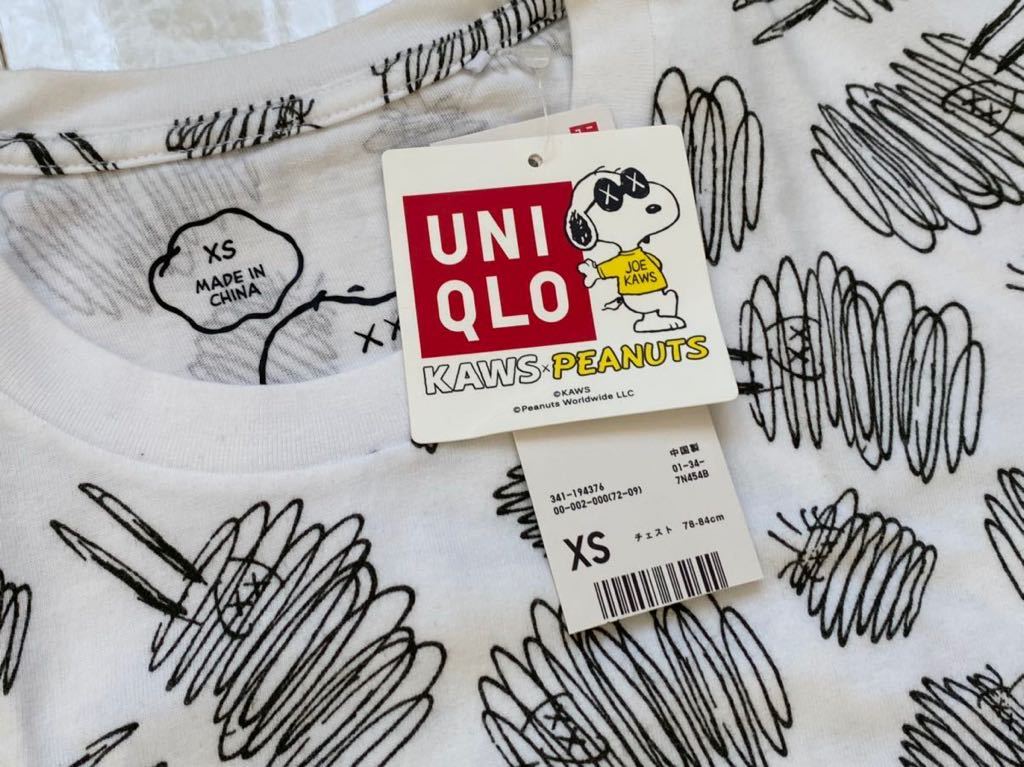 XS
MADE IN
CHINA
XX
UNI
QLO
JOE
KAWS
KAWS×PEANUTS
©KAWS
©Peanuts Worldwide LLC
中国製
341-194376
01-34-
00-002-000(72-09)
7N454B
XS
チェスト 78-84cm